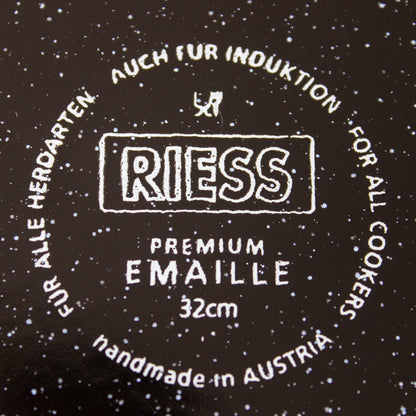 FÜR ALLE HERDARTEN
AUCH FÜR INDUKTION
FOR ALL COOKERS
RIESS
PREMIUM
EMAILLE
32cm
handmade in AUSTRIA